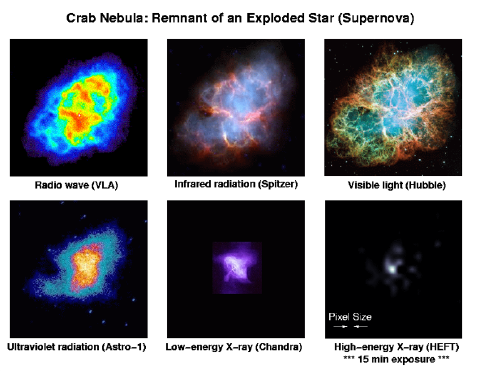 Crab Nebula: Remnant of an Exploded Star (Supernova)
Radio wave (VLA)
Infrared radiation (Spitzer)
Visible light (Hubble)
Pixel Size
Ultraviolet radiation (Astro-1)
Low-energy X-ray (Chandra)
High-energy X-ray (HEFT)
*** 15 min exposure ***